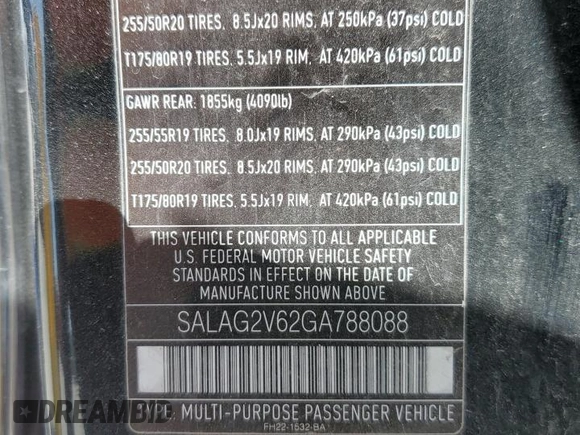 255/50R20 TIRES, 8.5Jx20 RIMS, AT 250kPa (37psi) COLD
T175/80R19 TIRES, 5.5Jx19 RIM, AT 420kPa (61psi) COLD
GAWR REAR: 1855kg (4090lb)
255/55R19 TIRES, 8.0Jx19 RIMS, AT 290kPa (43psi) COLD
255/50R20 TIRES, 8.5Jx20 RIMS, AT 290kPa (43psi) COLD
T175/80R19 TIRES, 5.5Jx19 RIM, AT 420kPa (61psi) COLD
THIS VEHICLE CONFORMS TO ALL APPLICABLE
U.S. FEDERAL MOTOR VEHICLE SAFETY
STANDARDS IN EFFECT ON THE DATE OF
MANUFACTURE SHOWN ABOVE
SALAG2V62GA788088
TYPE: MULTI-PURPOSE PASSENGER VEHICLE
FH22-1532-BA
DREAMBID